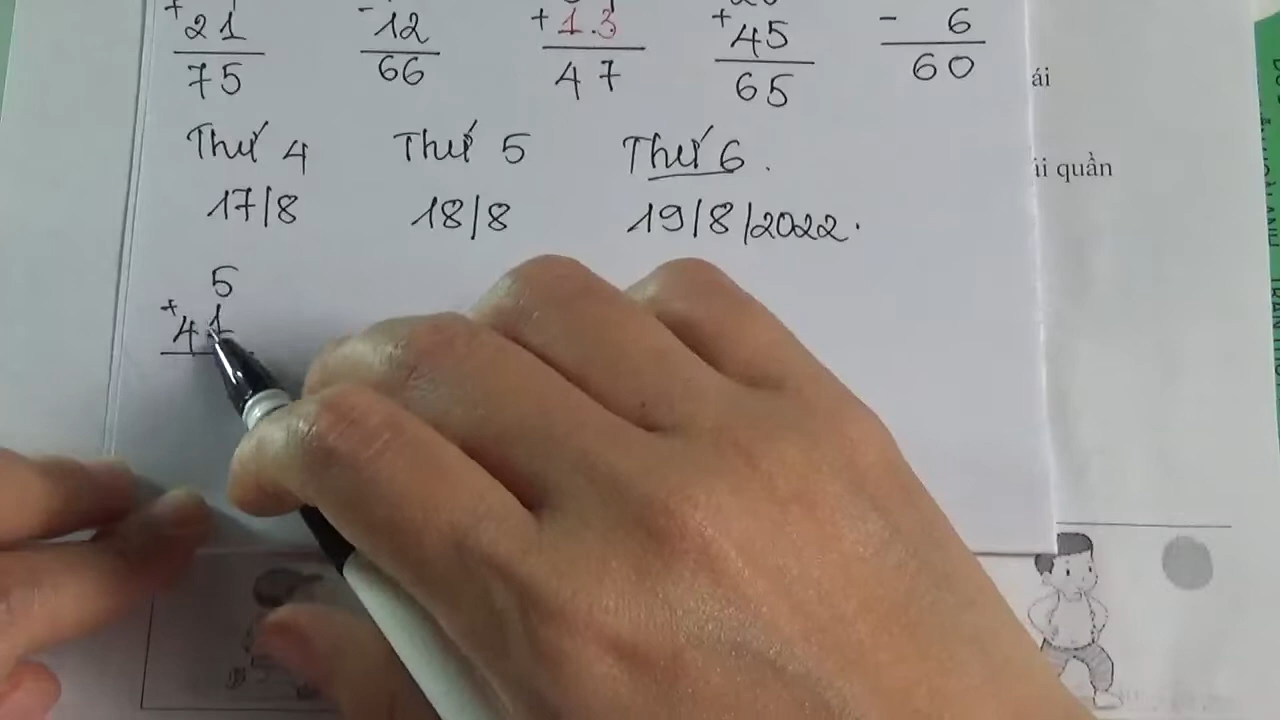 + 21 - 12 + 13 + 45 - 6
75 66 47 65 60
ái
Thứ 4 Thứ 5 Thứ 6.
ùi quần
17/8 18/8 19/8/2022.
5
+ 41